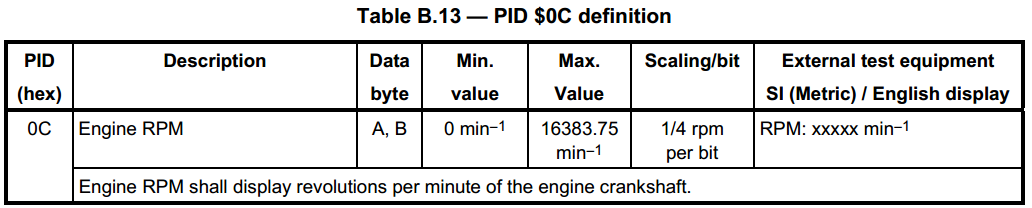 Table B.13 — PID $0C definition
PID Description Data Min. Max. Scaling/bit External test equipment
(hex) byte value Value SI (Metric) / English display
0C Engine RPM A, B 0 min–1 16383.75 1/4 rpm RPM: xxxxx min–1
min–1 per bit
Engine RPM shall display revolutions per minute of the engine crankshaft.